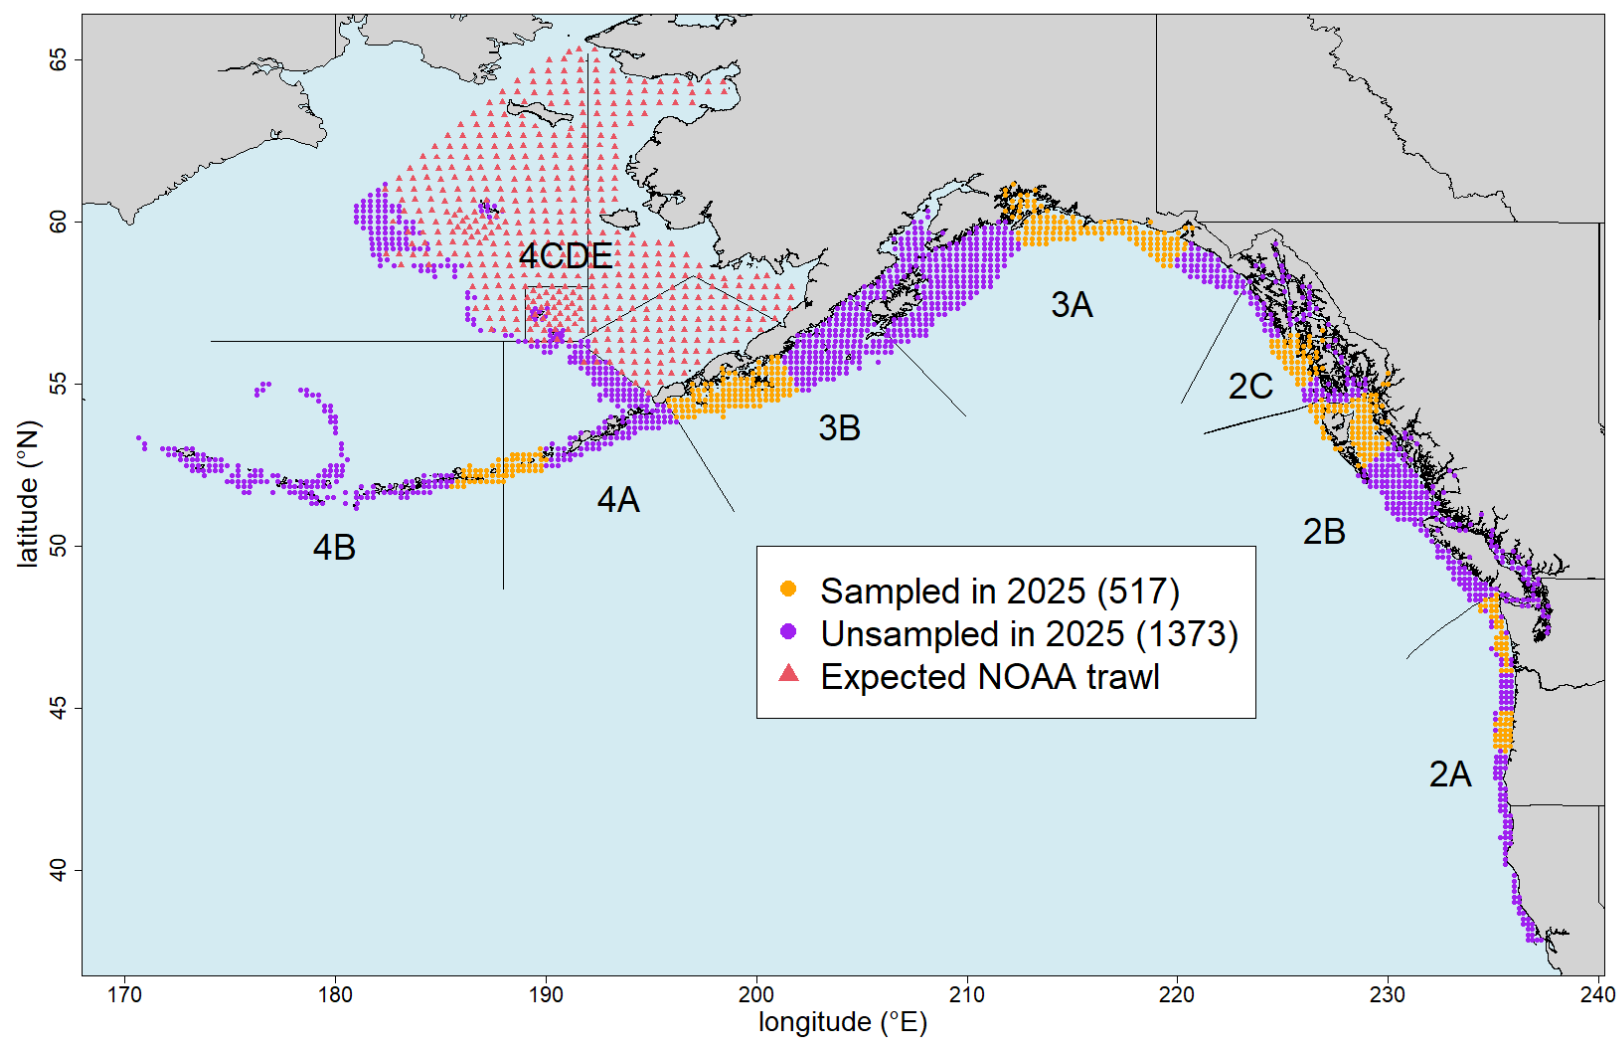 65
60
55
50
45
40
latitude (°N)
4CDE
3A
2C
3B
4A
2B
4B
2A
Sampled in 2025 (517)
Unsampled in 2025 (1373)
Expected NOAA trawl
170
180
190
200
210
220
230
240
longitude (°E)